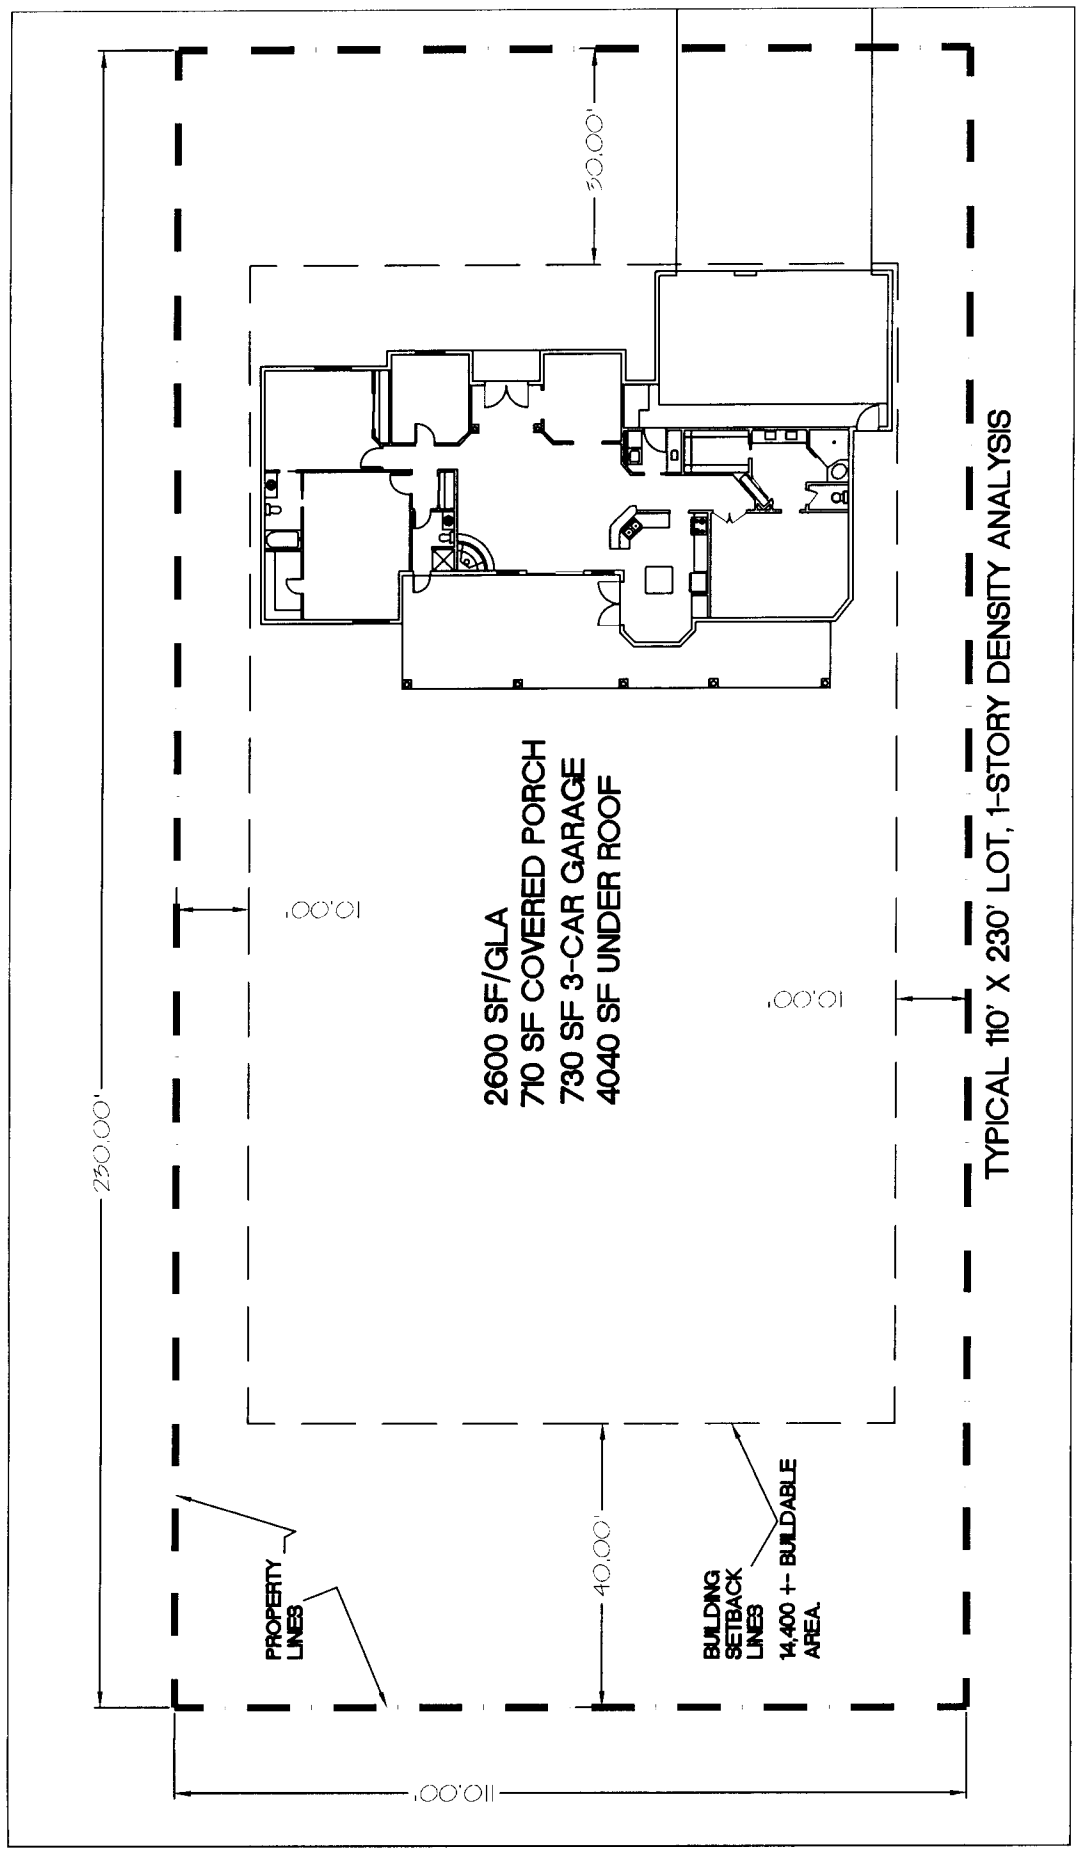 230.00'
10.00'
30.00'
2600 SF/GLA
710 SF COVERED PORCH
730 SF 3-CAR GARAGE
4040 SF UNDER ROOF
10.00'
PROPERTY
LINES
40.00'
BUILDING
SETBACK
LINES
14,400 +- BUILDABLE
AREA.
110.00'
TYPICAL 110' X 230' LOT, 1-STORY DENSITY ANALYSIS